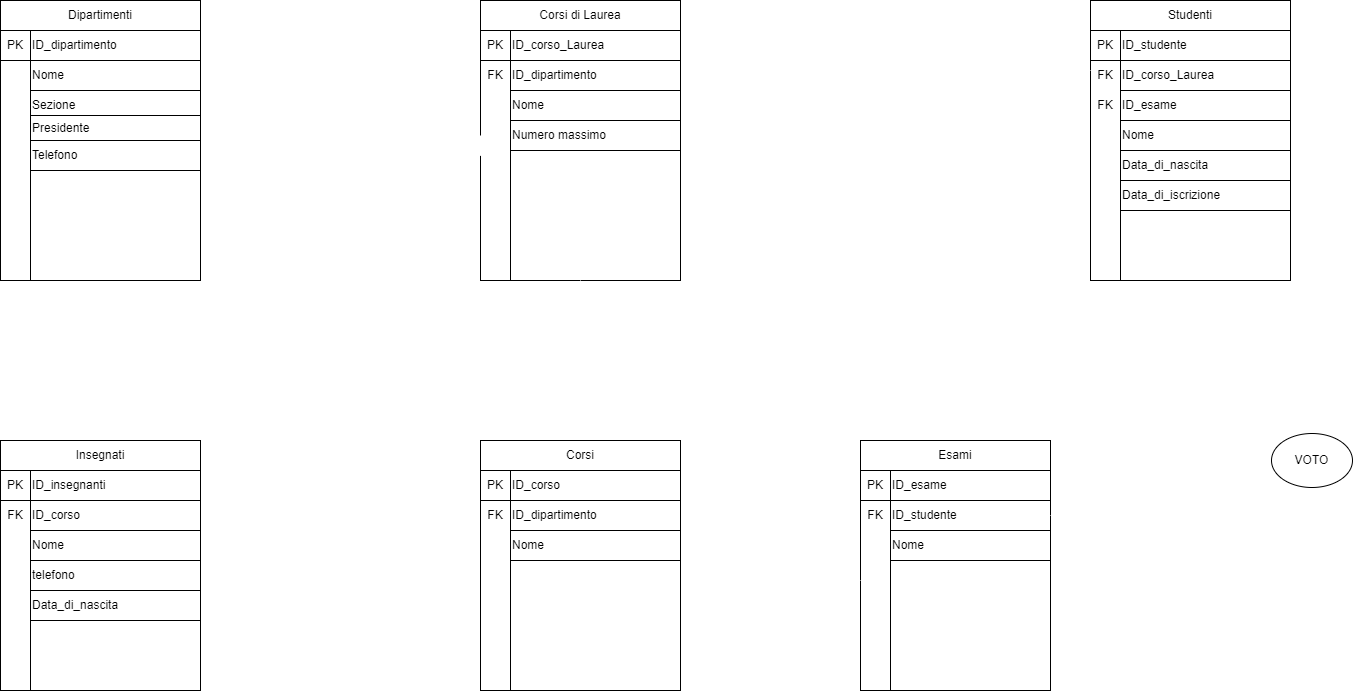 Dipartimenti
PK ID_dipartimento
Nome
Sezione
Presidente
Telefono
Corsi di Laurea
PK ID_corso_Laurea
FK ID_dipartimento
Nome
Numero massimo
Studenti
PK ID_studente
FK ID_corso_Laurea
FK ID_esame
Nome
Data_di_nascita
Data_di_iscrizione
Insegnati
PK ID_insegnanti
FK ID_corso
Nome
telefono
Data_di_nascita
Corsi
PK ID_corso
FK ID_dipartimento
Nome
Esami
PK ID_esame
FK ID_studente
Nome
VOTO